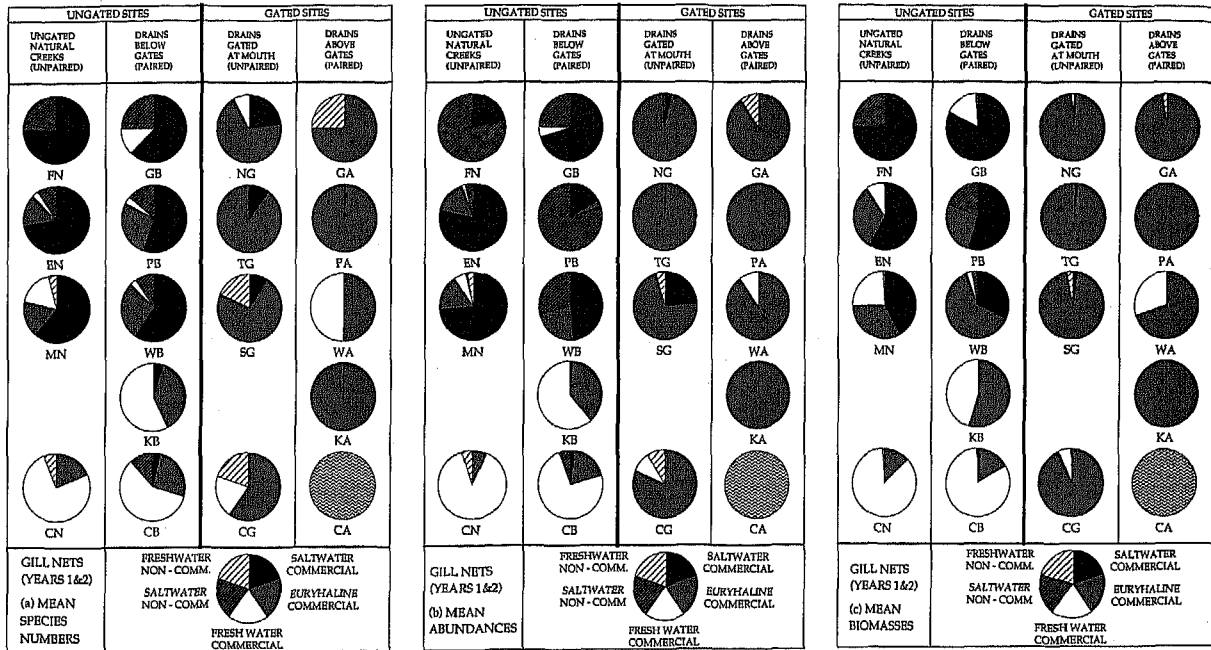 UNGATED SITES GATED SITES
UNGATED NATURAL CREEKS (UNPAIRED)
DRAINS BELOW GATES (PAIRED)
DRAINS GATED AT MOUTH (UNPAIRED)
DRAINS ABOVE GATES (PAIRED)
FN GB NG GA
EN PB TG PA
MN WB SG WA
KB KA
CN CB CG CA
GILL NETS
(YEARS 1&2)
(a) MEAN
SPECIES
NUMBERS
FRESHWATER NON - COMM.
SALTWATER COMMERCIAL
SALTWATER NON - COMM
EURYHALINE COMMERCIAL
FRESH WATER COMMERCIAL
UNGATED SITES GATED SITES
UNGATED NATURAL CREEKS (UNPAIRED)
DRAINS BELOW GATES (PAIRED)
DRAINS GATED AT MOUTH (UNPAIRED)
DRAINS ABOVE GATES (PAIRED)
FN GB NG GA
EN PB TG PA
MN WB SG WA
KB KA
CN CB CG CA
GILL NETS
(YEARS 1&2)
(b) MEAN
ABUNDANCES
FRESHWATER NON - COMM.
SALTWATER COMMERCIAL
SALTWATER NON - COMM
EURYHALINE COMMERCIAL
FRESH WATER COMMERCIAL
UNGATED SITES GATED SITES
UNGATED NATURAL CREEKS (UNPAIRED)
DRAINS BELOW GATES (PAIRED)
DRAINS GATED AT MOUTH (UNPAIRED)
DRAINS ABOVE GATES (PAIRED)
FN GB NG GA
EN PB TG PA
MN WB SG WA
KB KA
CN CB CG CA
GILL NETS
(YEARS 1&2)
(c) MEAN
BIOMASSES
FRESHWATER NON - COMM.
SALTWATER COMMERCIAL
SALTWATER NON - COMM
EURYHALINE COMMERCIAL
FRESH WATER COMMERCIAL